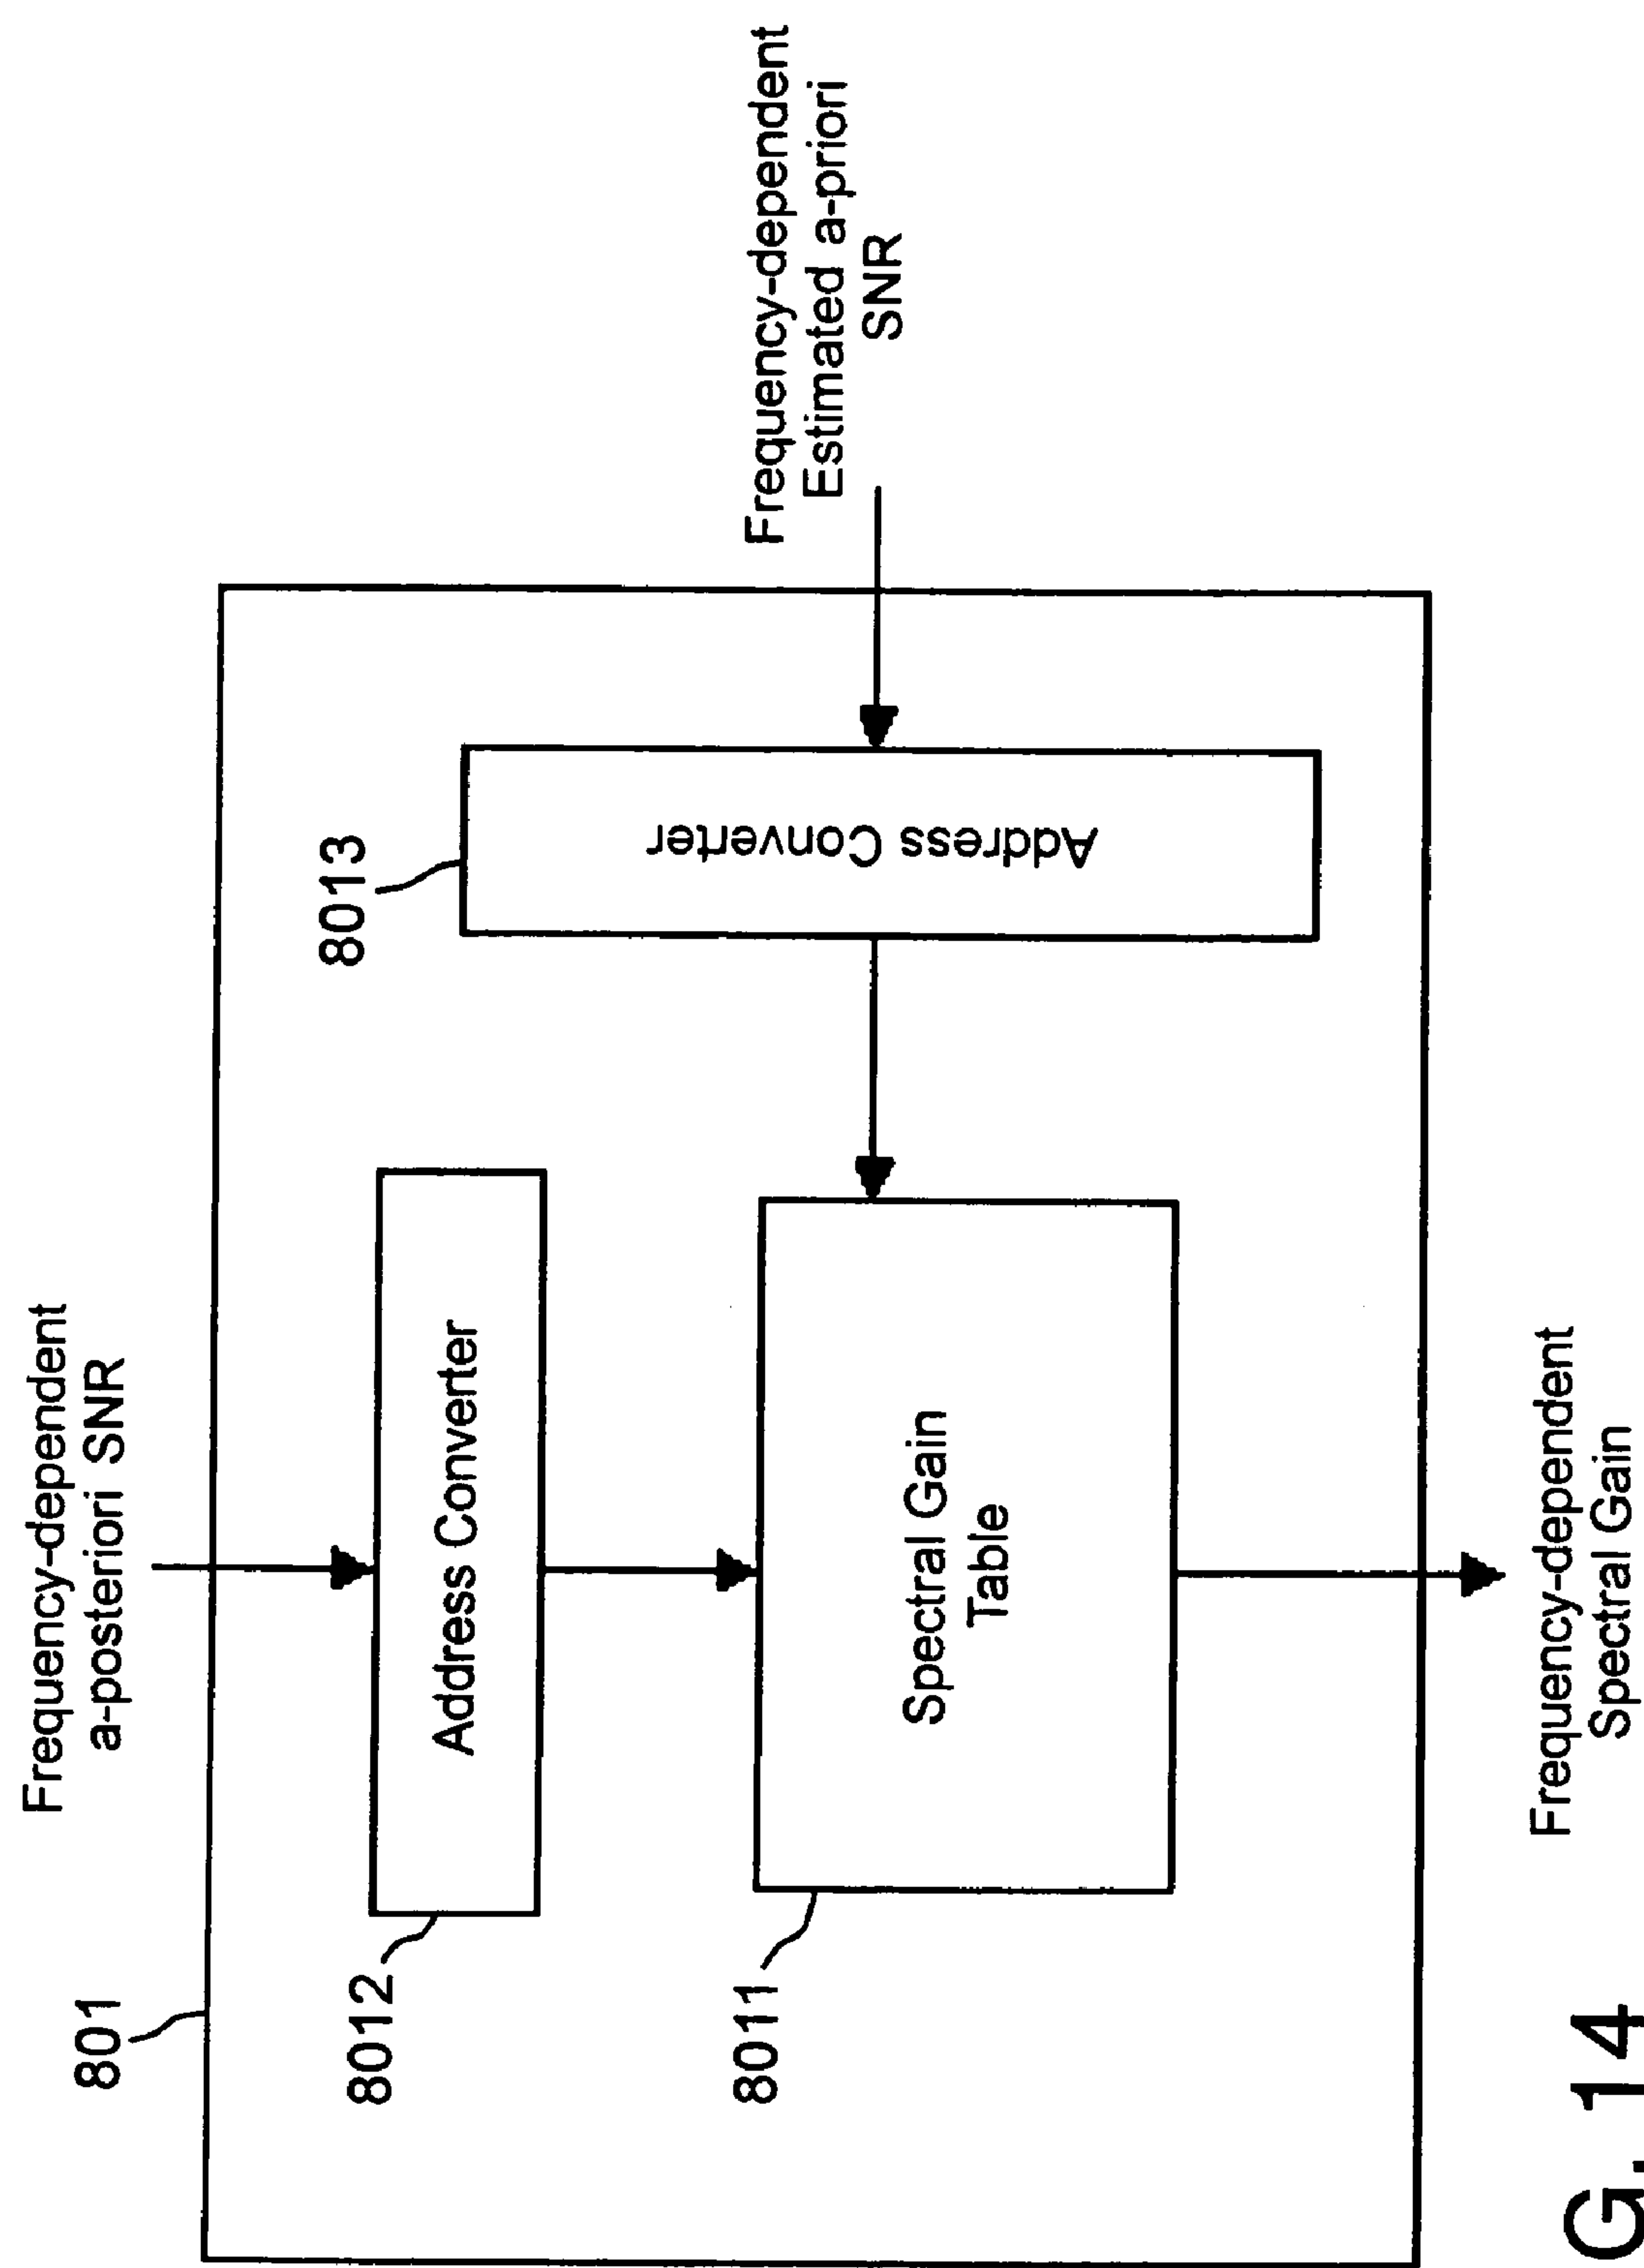 Frequency-dependent
a-posteriori SNR
801
8012
Address Converter
8013
Address Converter
Frequency-dependent
Estimated a-priori
SNR
8011
Spectral Gain
Table
Frequency-dependent
Spectral Gain
G. 14